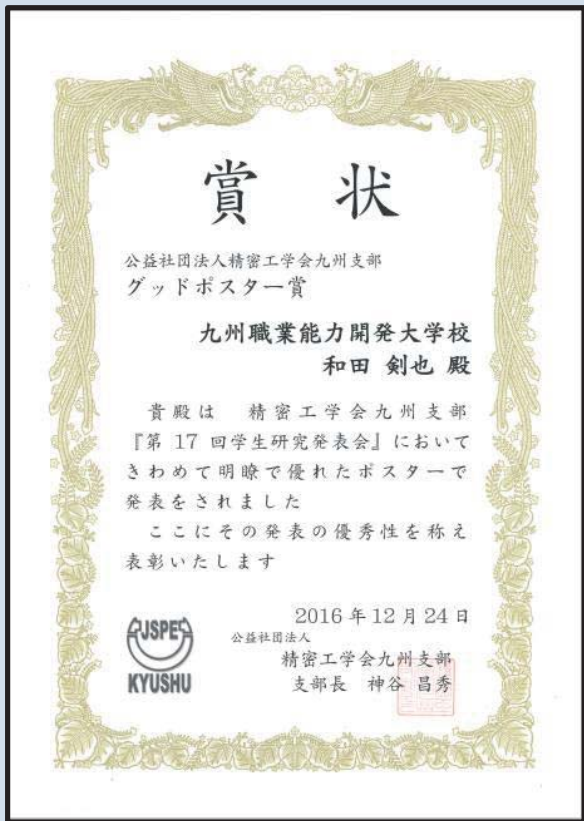 賞 状
公益社団法人精密工学会九州支部
グッドポスター賞
九州職業能力開発大学校
和田 剣也 殿
貴殿は 精密工学会九州支部
『第 17 回学生研究発表会』において
きわめて明瞭で優れたポスターで
発表をされました
ここにその発表の優秀性を称え
表彰いたします
2016 年 12 月 24 日
公益社団法人
精密工学会九州支部
支部長 神谷 昌秀
JSPE
KYUSHU